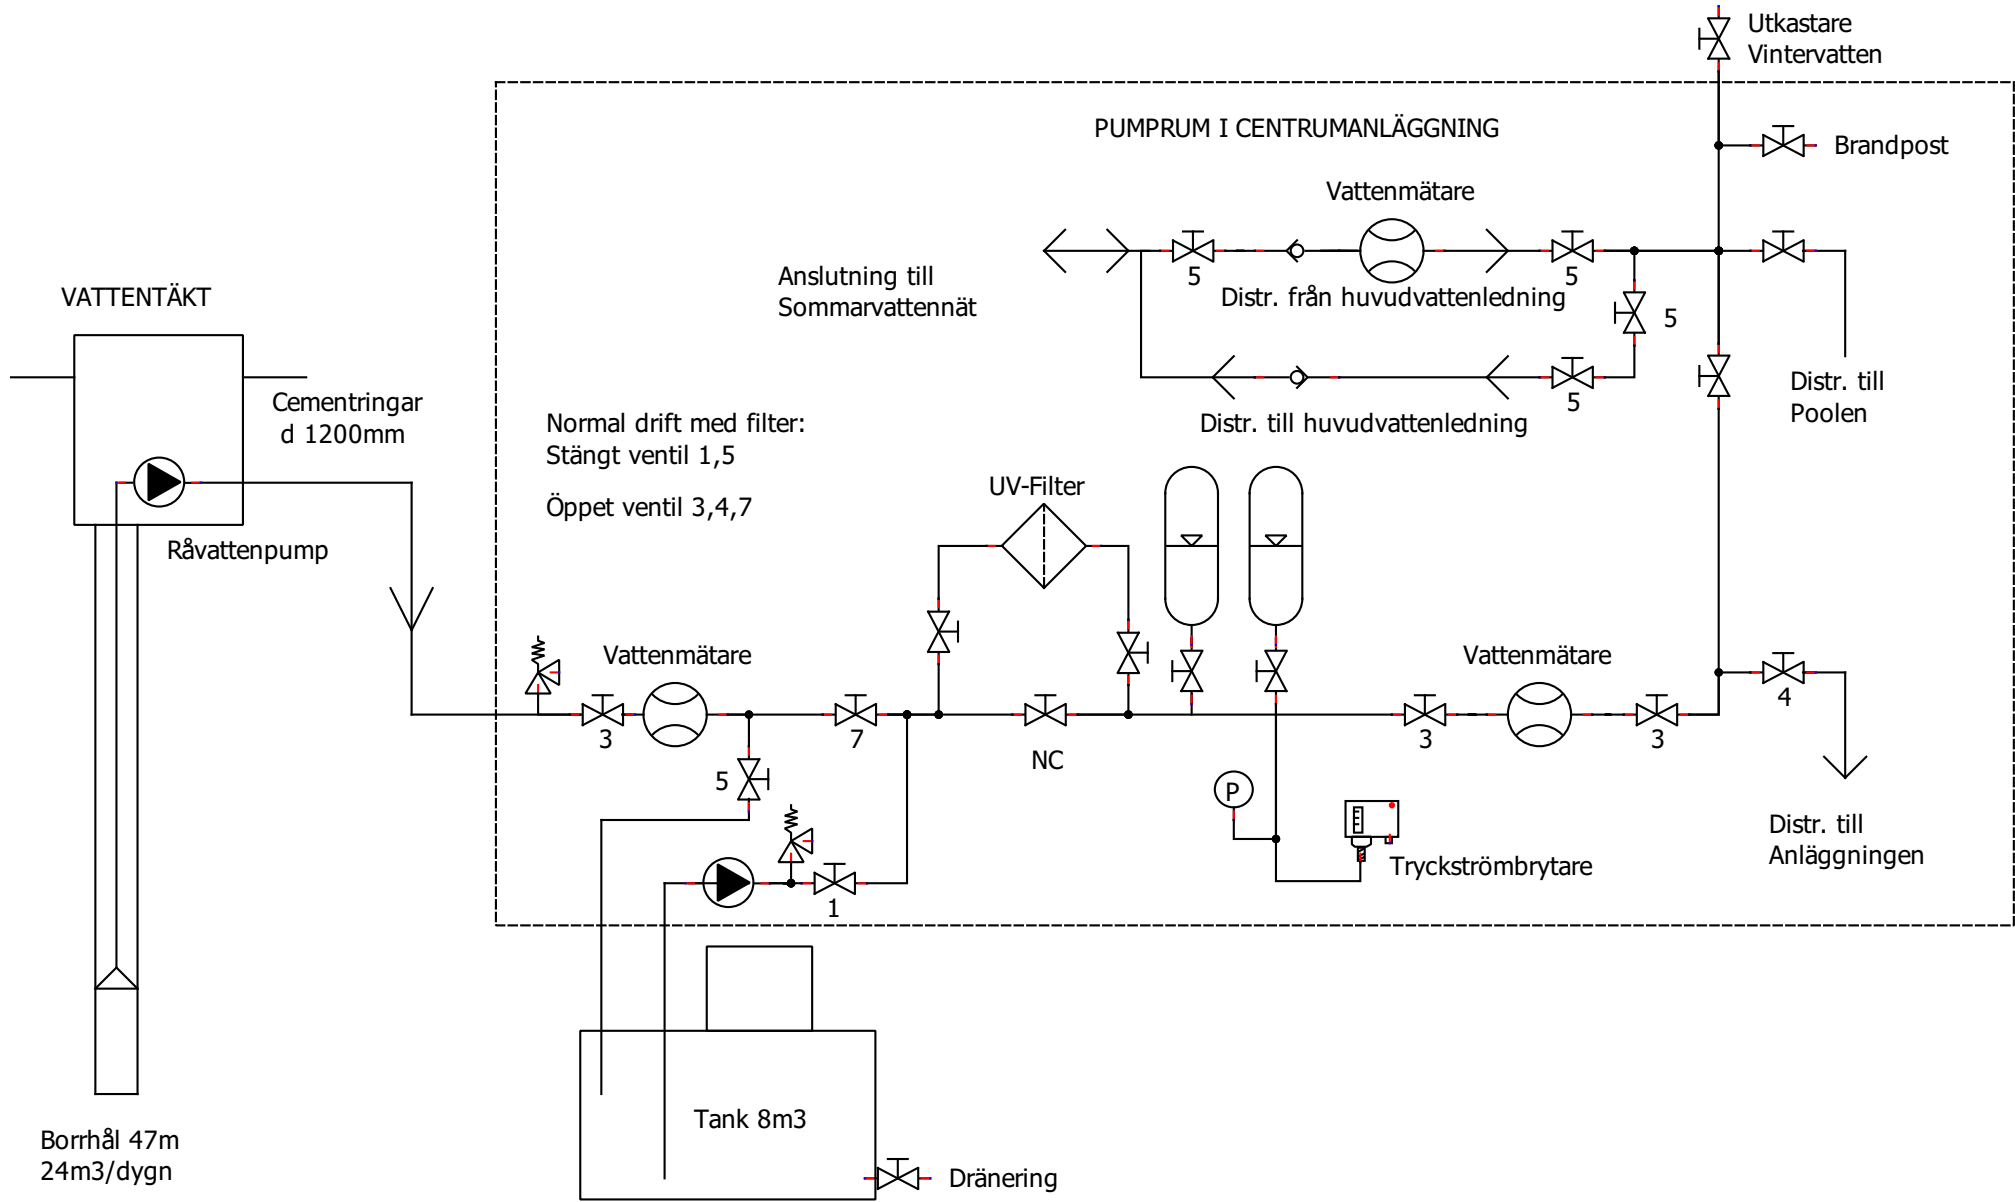 Utkastare
Vintervatten
PUMPRUM I CENTRUMANLÄGGNING
Brandpost
Vattenmätare
Anslutning till
Sommarvattennät
5
5
Distr. från huvudvattenledning
5
VATTENTÄKT
Cementringar
d 1200mm
Distr. till
Poolen
5
Distr. till huvudvattenledning
Normal drift med filter:
Stängt ventil 1,5
Öppet ventil 3,4,7
UV-Filter
Råvattenpump
Vattenmätare
Vattenmätare
4
3
7
NC
3
3
5
P
Distr. till
Anläggningen
Tryckströmbrytare
1
Tank 8m3
Borrhål 47m
24m3/dygn
Dränering